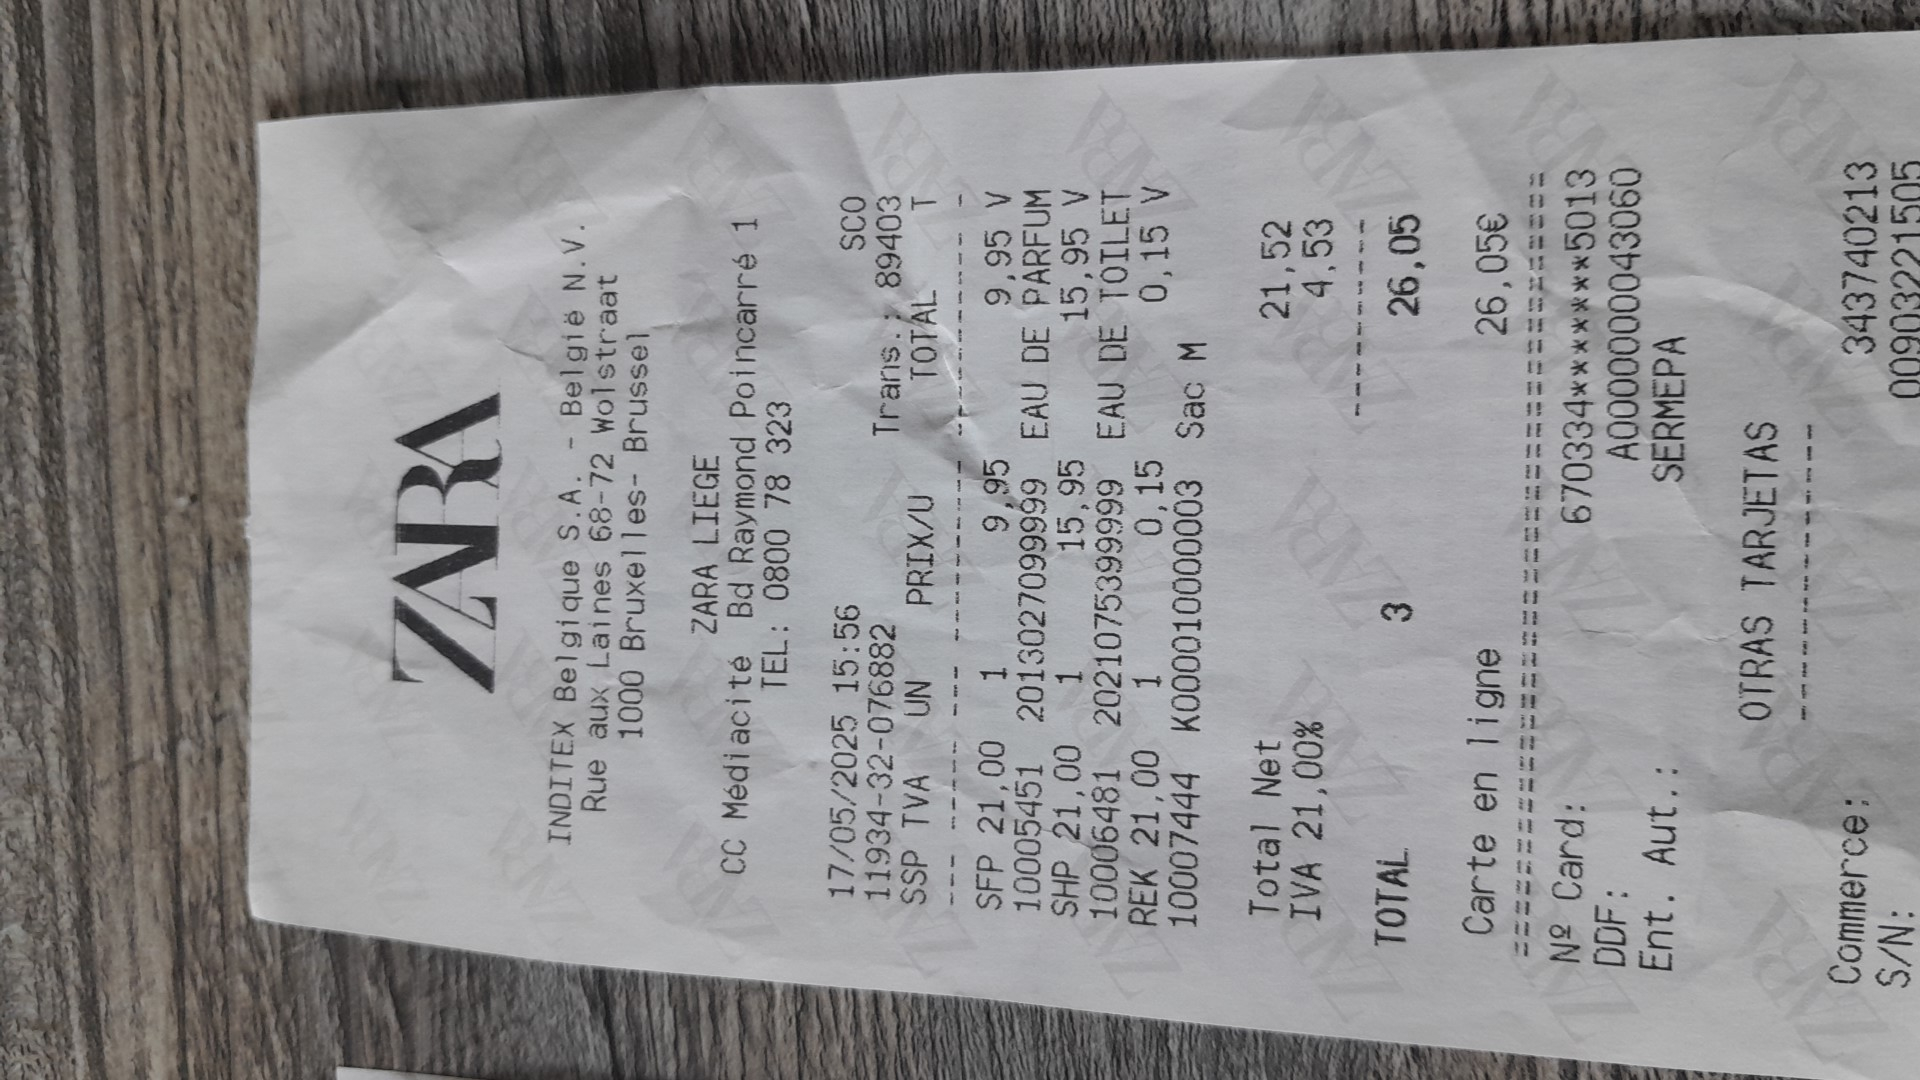 ZARA
INDITEX Belgique S.A. - België N.V.
Rue aux Laines 68-72 Wolstraat
1000 Bruxelles- Brussel
ZARA LIEGE
CC Médiacité Bd Raymond Poincarré 1
TEL: 0800 78 323
17/05/2025 15:56 SCO
11934-32-076882 Trans.: 89403
SSP TVA UN PRIX/U TOTAL T
SFP 21,00 1 9,95 9,95 V
10005451 20130270999999 EAU DE PARFUM
SHP 21,00 1 15,95 15,95 V
10006481 20210753999999 EAU DE TOILET
REK 21,00 1 0,15 0,15 V
10007444 K0000100000003 Sac M
Total Net 21,52
IVA 21,00% 4,53
TOTAL 3 26,05
Carte en ligne 26,05€
==============================
Nº Card: 670334*******5013
DDF: A0000000043060
Ent. Aut.: SERMEPA
OTRAS TARJETAS
Commerce: 343740213
S/N: 00903221505